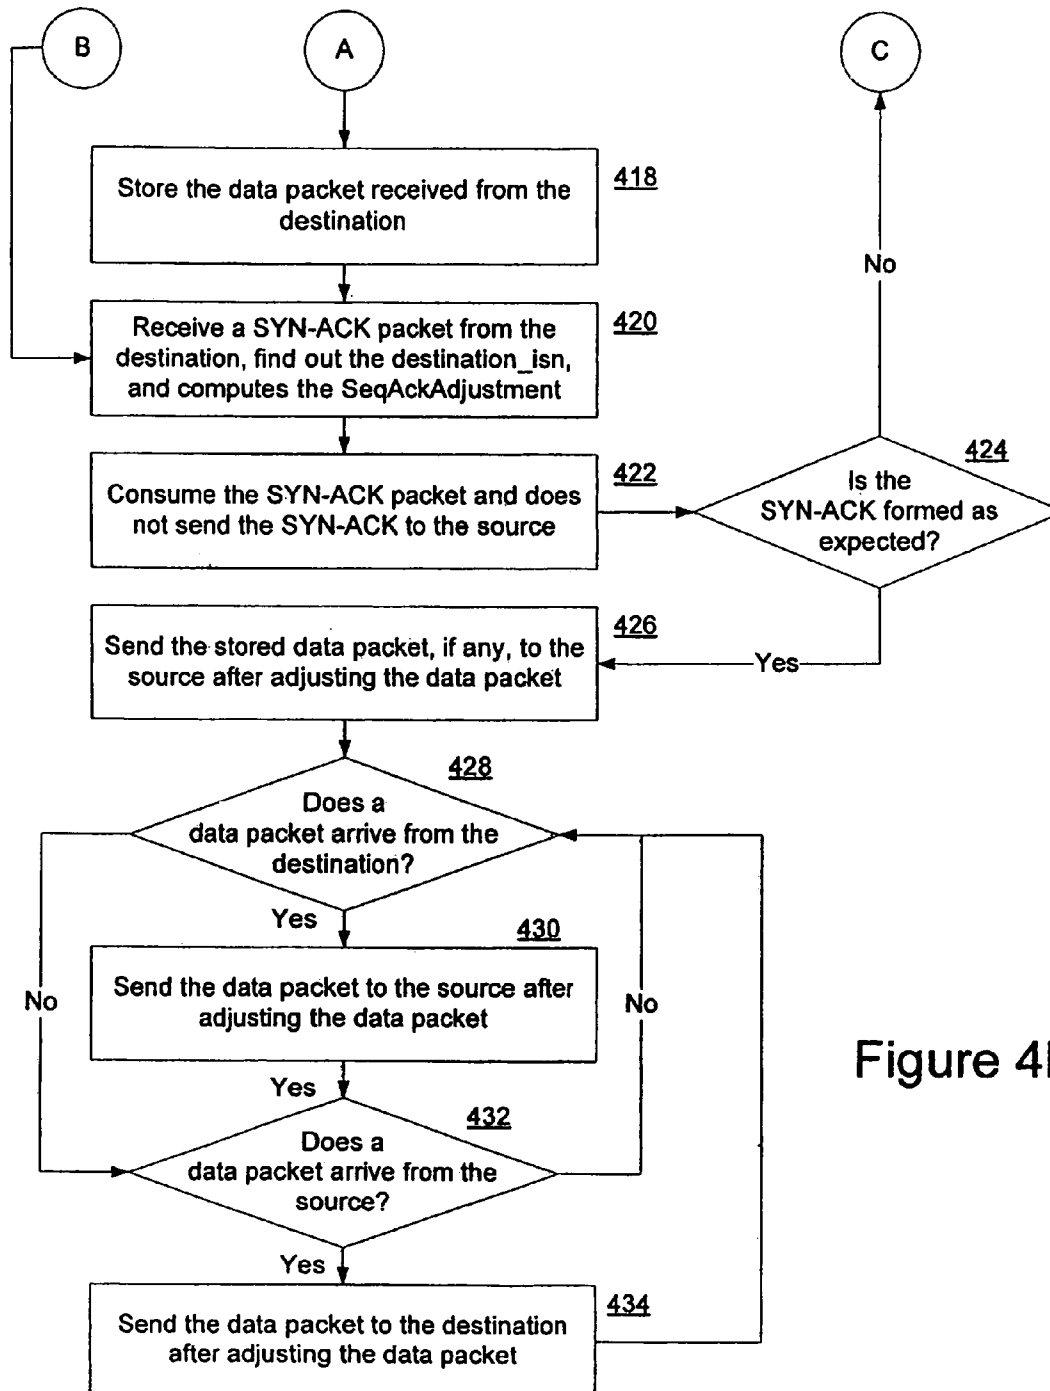 B
A
C
Store the data packet received from the
destination
418
Receive a SYN-ACK packet from the
destination, find out the destination_isn,
and computes the SeqAckAdjustment
420
No
Consume the SYN-ACK packet and does
not send the SYN-ACK to the source
422
424
Is the
SYN-ACK formed as
expected?
Send the stored data packet, if any, to the
source after adjusting the data packet
426
Yes
428
Does a
data packet arrive from the
destination?
Yes
430
Send the data packet to the source after
adjusting the data packet
No
No
Yes
432
Does a
data packet arrive from the
source?
Yes
434
Send the data packet to the destination
after adjusting the data packet
Figure